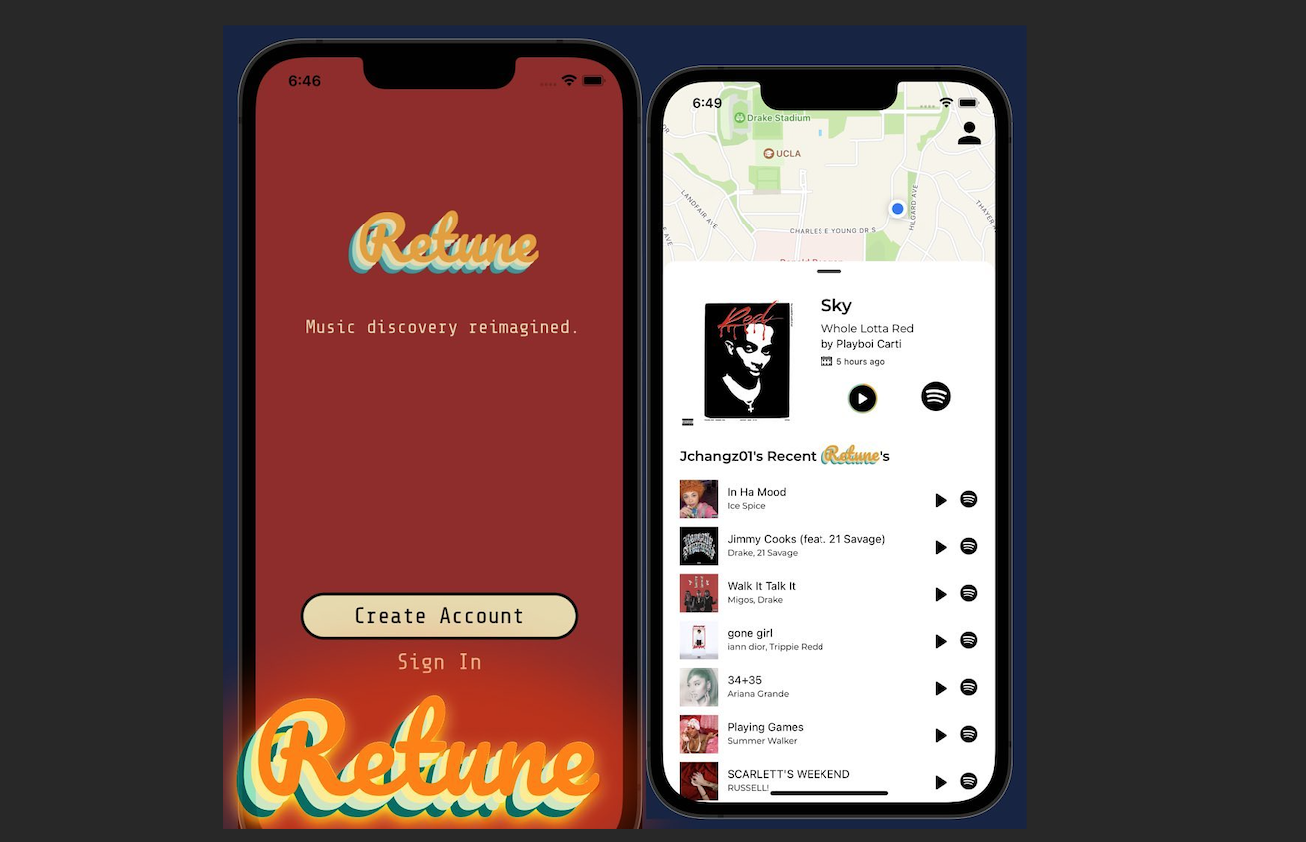 6:46
Retune
Music discovery reimagined.
Create Account
Sign In
Retune
6:49
Drake Stadium
UCLA
LANDFAIR AVE
HILGARD AVE
CHARLES E YOUNG DR S
Red
Sky
Whole Lotta Red
by Playboi Carti
5 hours ago
Jchangz01's Recent Retune's
In Ha Mood
Ice Spice
Jimmy Cooks (feat. 21 Savage)
Drake, 21 Savage
Walk It Talk It
Migos, Drake
gone girl
iann dior, Trippie Redd
34+35
Ariana Grande
Playing Games
Summer Walker
SCARLETT'S WEEKEND
RUSSELL!